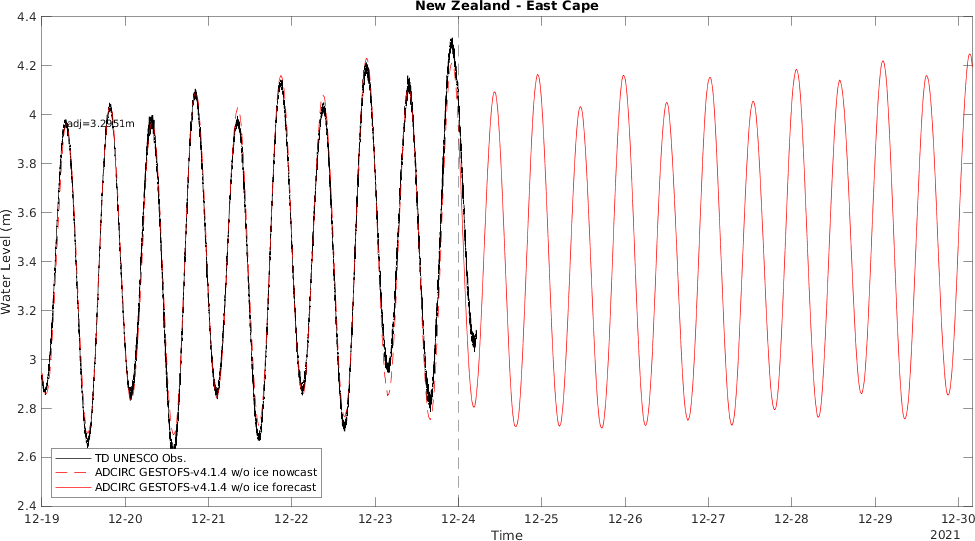 New Zealand - East Cape
4.4
4.2
4
3.8
3.6
3.4
3.2
3
2.8
2.6
2.4
Water Level (m)
adj=3.2951m
TD UNESCO Obs.
ADCIRC GESTOFS-v4.1.4 w/o ice nowcast
ADCIRC GESTOFS-v4.1.4 w/o ice forecast
12-19 12-20 12-21 12-22 12-23 12-24 12-25 12-26 12-27 12-28 12-29 12-30
Time
2021